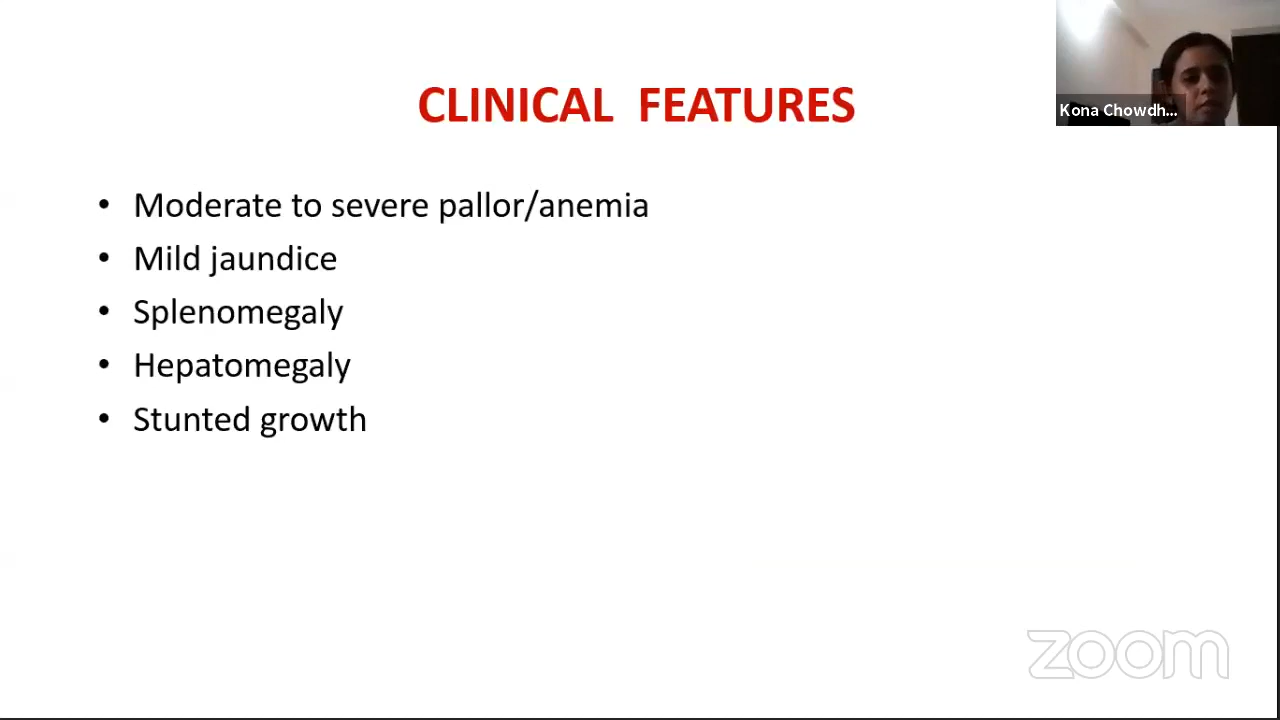 CLINICAL FEATURES
Kona Chowdh...
• Moderate to severe pallor/anemia
• Mild jaundice
• Splenomegaly
• Hepatomegaly
• Stunted growth
zoom